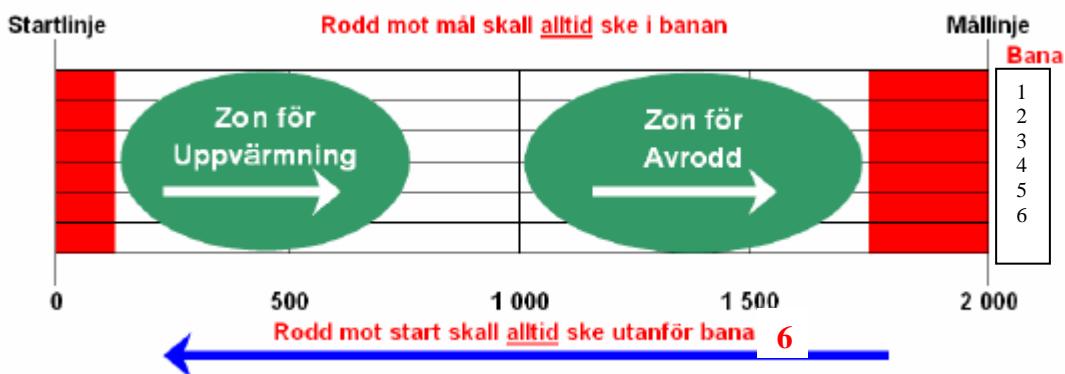 Rodd mot mål skall alltid ske i banan
Startlinje
Mållinje
Bana
Zon för
Uppvärmning
Zon för
Avrodd
1
2
3
4
5
6
0 500 1 000 1 500 2 000
Rodd mot start skall alltid ske utanför bana 6